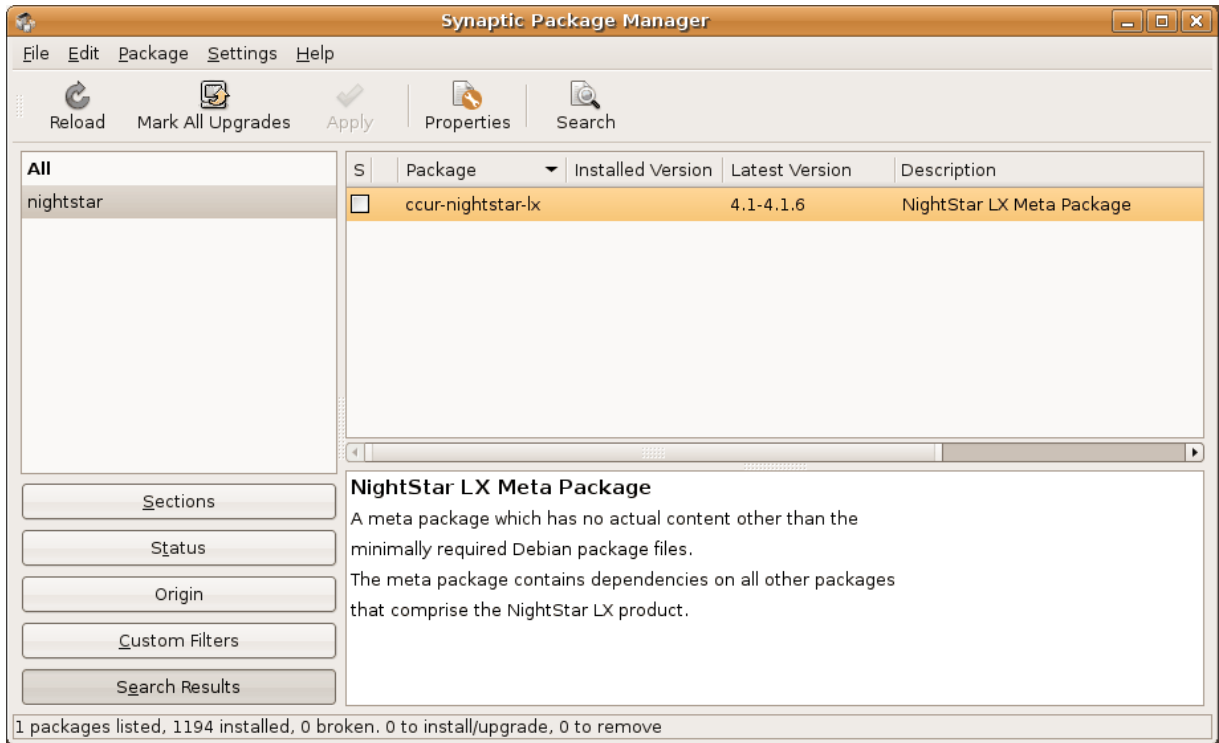 Synaptic Package Manager
File Edit Package Settings Help
Reload Mark All Upgrades Apply Properties Search
All
nightstar
S Package Installed Version Latest Version Description
ccur-nightstar-lx 4.1-4.1.6 NightStar LX Meta Package
Sections
Status
Origin
Custom Filters
Search Results
NightStar LX Meta Package
A meta package which has no actual content other than the
minimally required Debian package files.
The meta package contains dependencies on all other packages
that comprise the NightStar LX product.
1 packages listed, 1194 installed, 0 broken. 0 to install/upgrade, 0 to remove